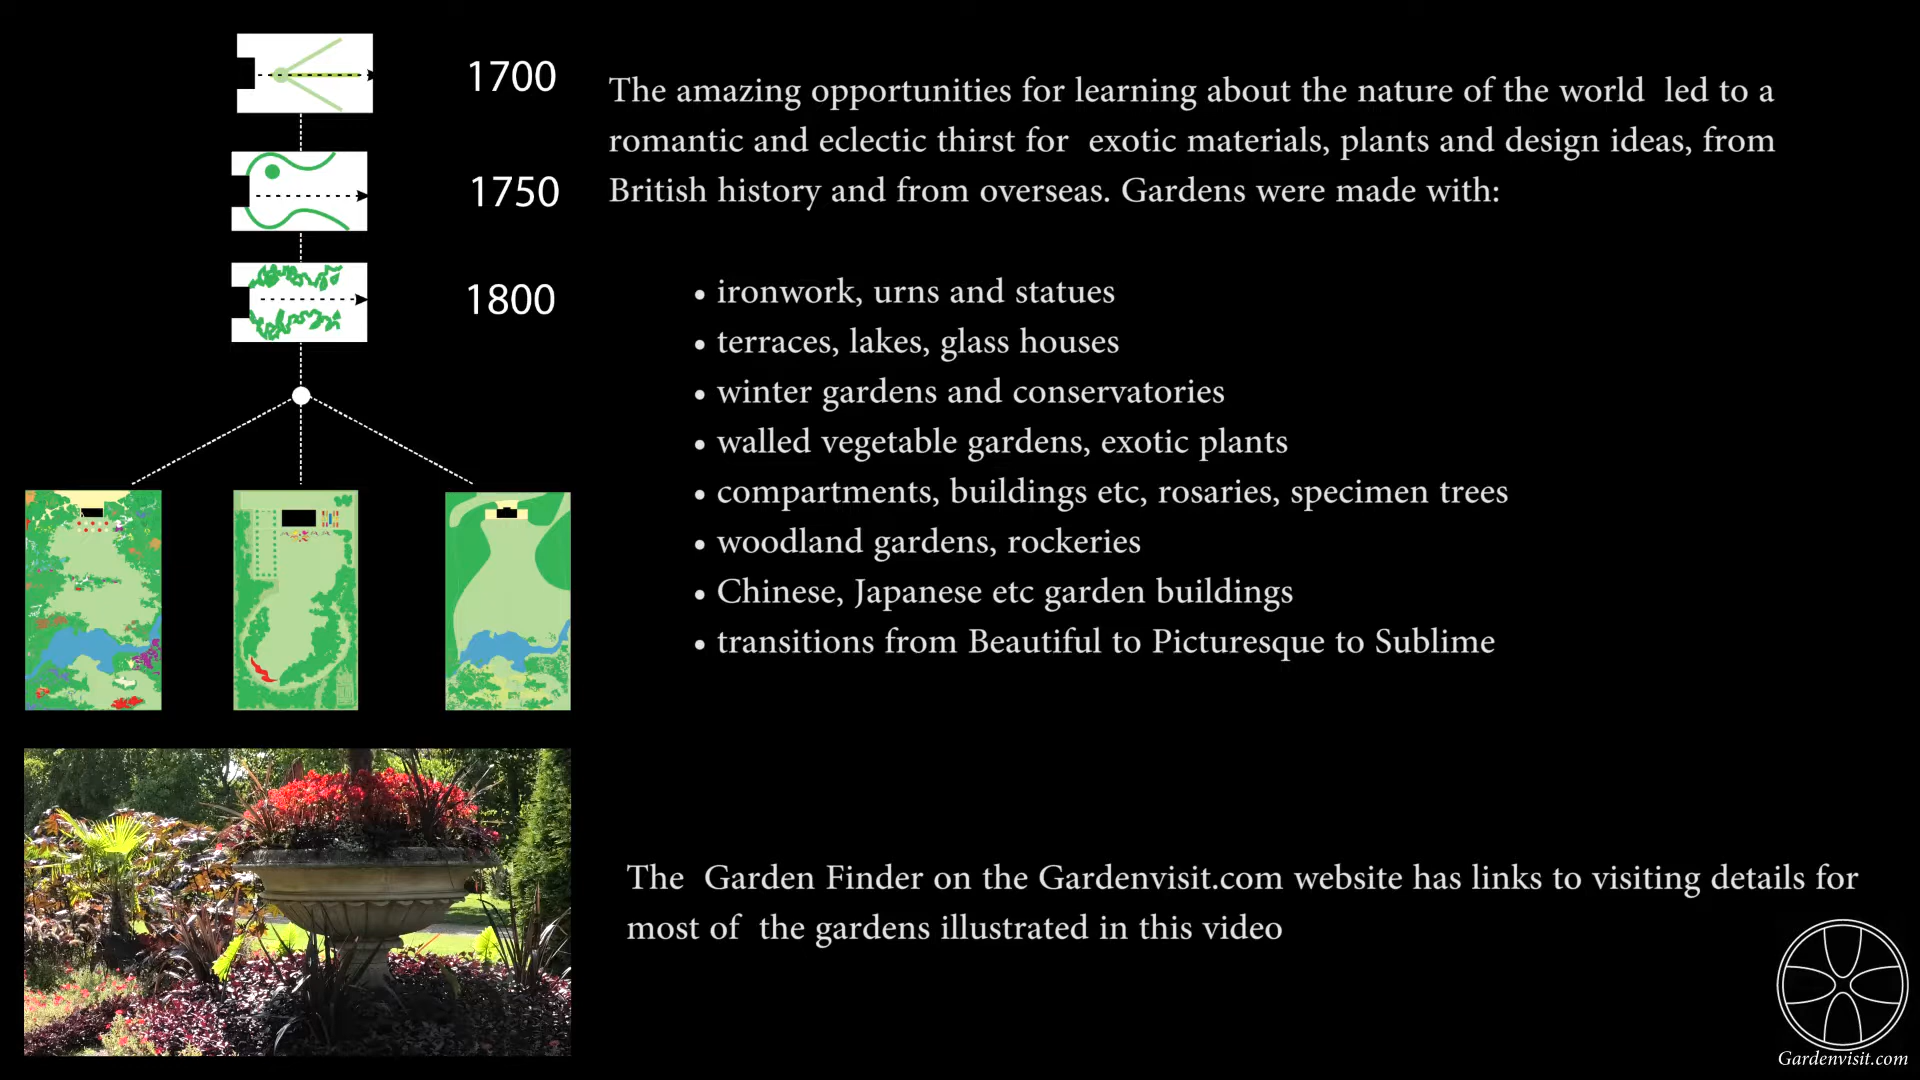 1700
1750
1800
The amazing opportunities for learning about the nature of the world led to a
romantic and eclectic thirst for exotic materials, plants and design ideas, from
British history and from overseas. Gardens were made with:
• ironwork, urns and statues
• terraces, lakes, glass houses
• winter gardens and conservatories
• walled vegetable gardens, exotic plants
• compartments, buildings etc, rosaries, specimen trees
• woodland gardens, rockeries
• Chinese, Japanese etc garden buildings
• transitions from Beautiful to Picturesque to Sublime
The Garden Finder on the Gardenvisit.com website has links to visiting details for
most of the gardens illustrated in this video
Gardenvisit.com